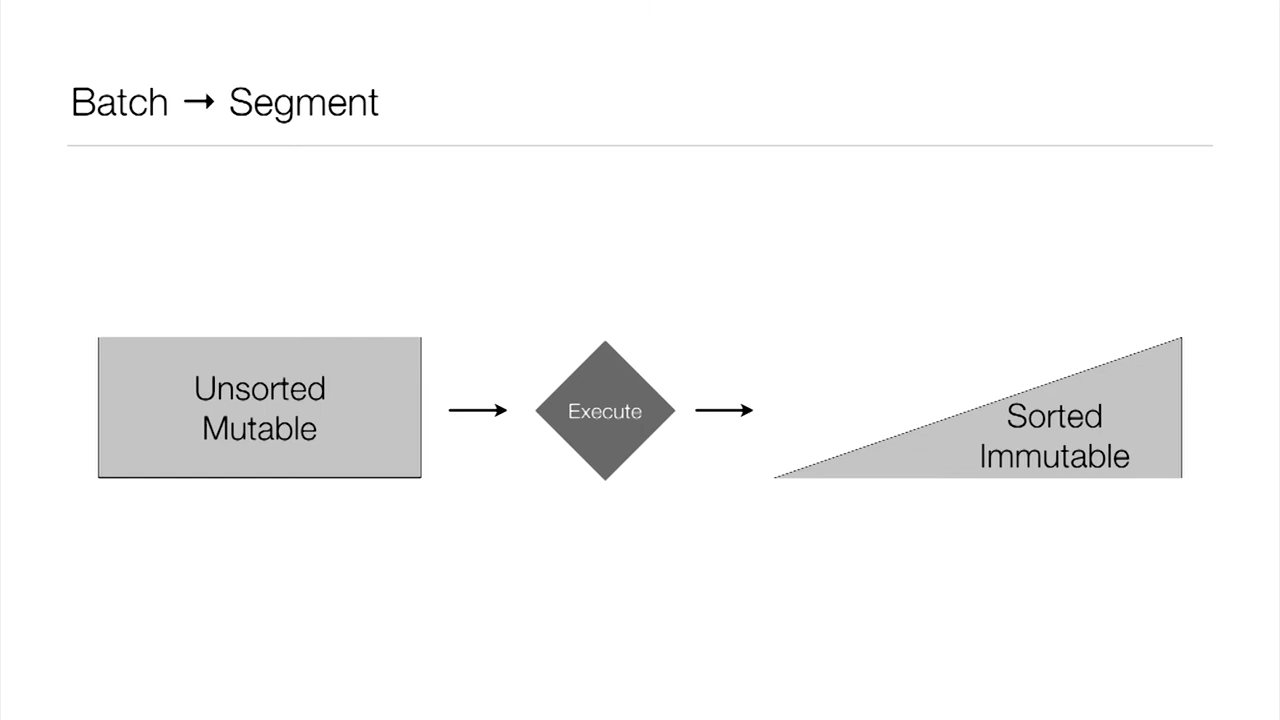 Batch → Segment
Unsorted
Mutable
Execute
Sorted
Immutable